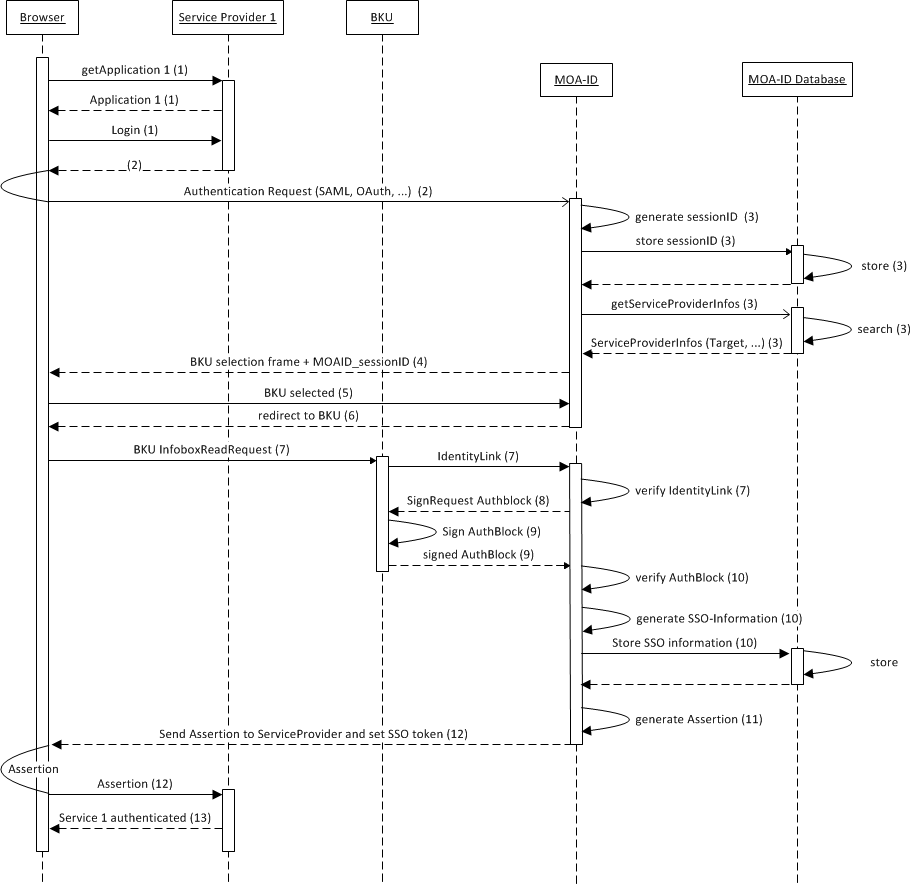 Browser
Service Provider 1
BKU
MOA-ID
MOA-ID Database
getApplication 1 (1)
Application 1 (1)
Login (1)
(2)
Authentication Request (SAML, OAuth, ...) (2)
generate sessionID (3)
store sessionID (3)
store (3)
getServiceProviderInfos (3)
search (3)
ServiceProviderInfos (Target, ...) (3)
BKU selection frame + MOAID_sessionID (4)
BKU selected (5)
redirect to BKU (6)
BKU InfoboxReadRequest (7)
IdentityLink (7)
verify IdentityLink (7)
SignRequest Authblock (8)
Sign AuthBlock (9)
signed AuthBlock (9)
verify AuthBlock (10)
generate SSO-Information (10)
Store SSO information (10)
store
generate Assertion (11)
Send Assertion to ServiceProvider and set SSO token (12)
Assertion
Assertion (12)
Service 1 authenticated (13)